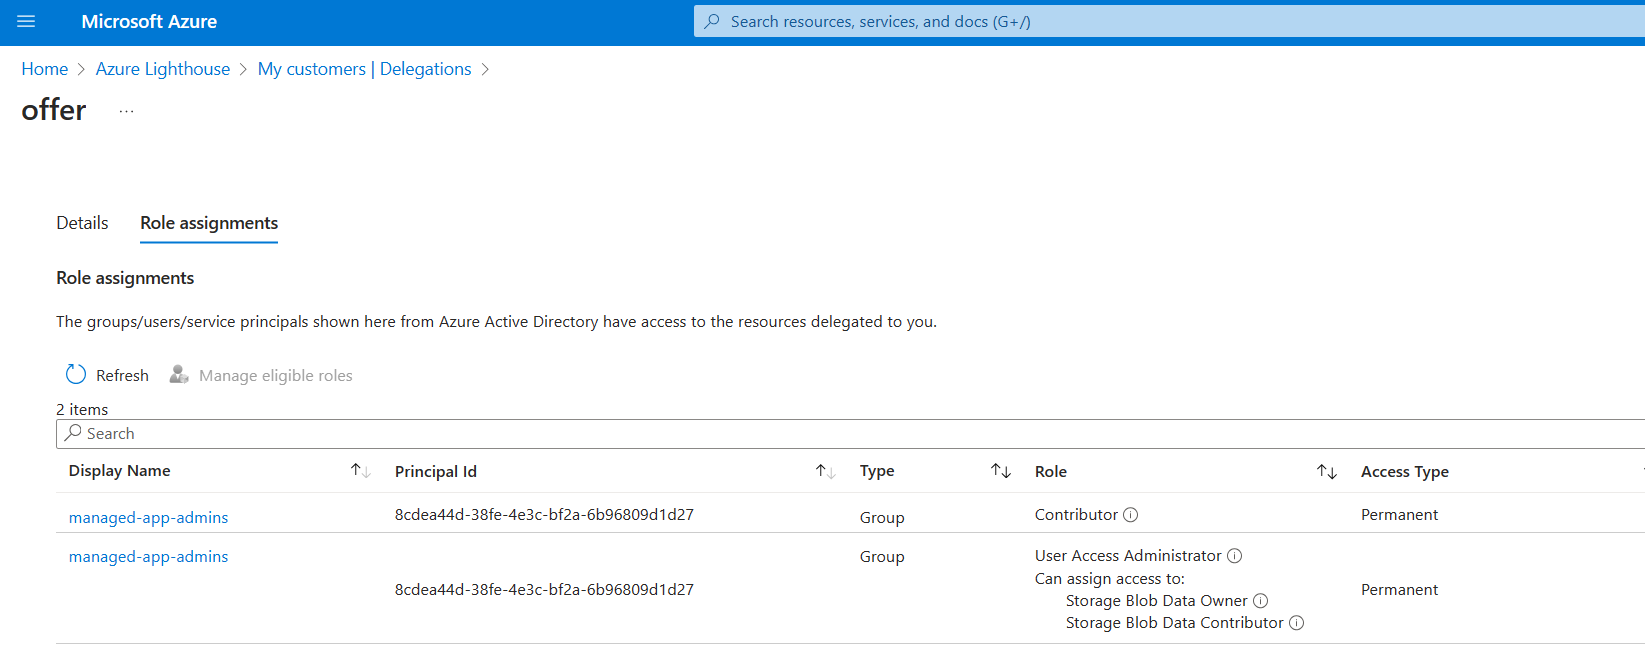 Microsoft Azure
Search resources, services, and docs (G+/)
Home > Azure Lighthouse > My customers | Delegations >
offer ...
Details Role assignments
Role assignments
The groups/users/service principals shown here from Azure Active Directory have access to the resources delegated to you.
Refresh Manage eligible roles
2 items
Search
Display Name Principal Id Type Role Access Type
managed-app-admins 8cdea44d-38fe-4e3c-bf2a-6b96809d1d27 Group Contributor Permanent
managed-app-admins Group User Access Administrator
Can assign access to:
8cdea44d-38fe-4e3c-bf2a-6b96809d1d27 Permanent
Storage Blob Data Owner
Storage Blob Data Contributor